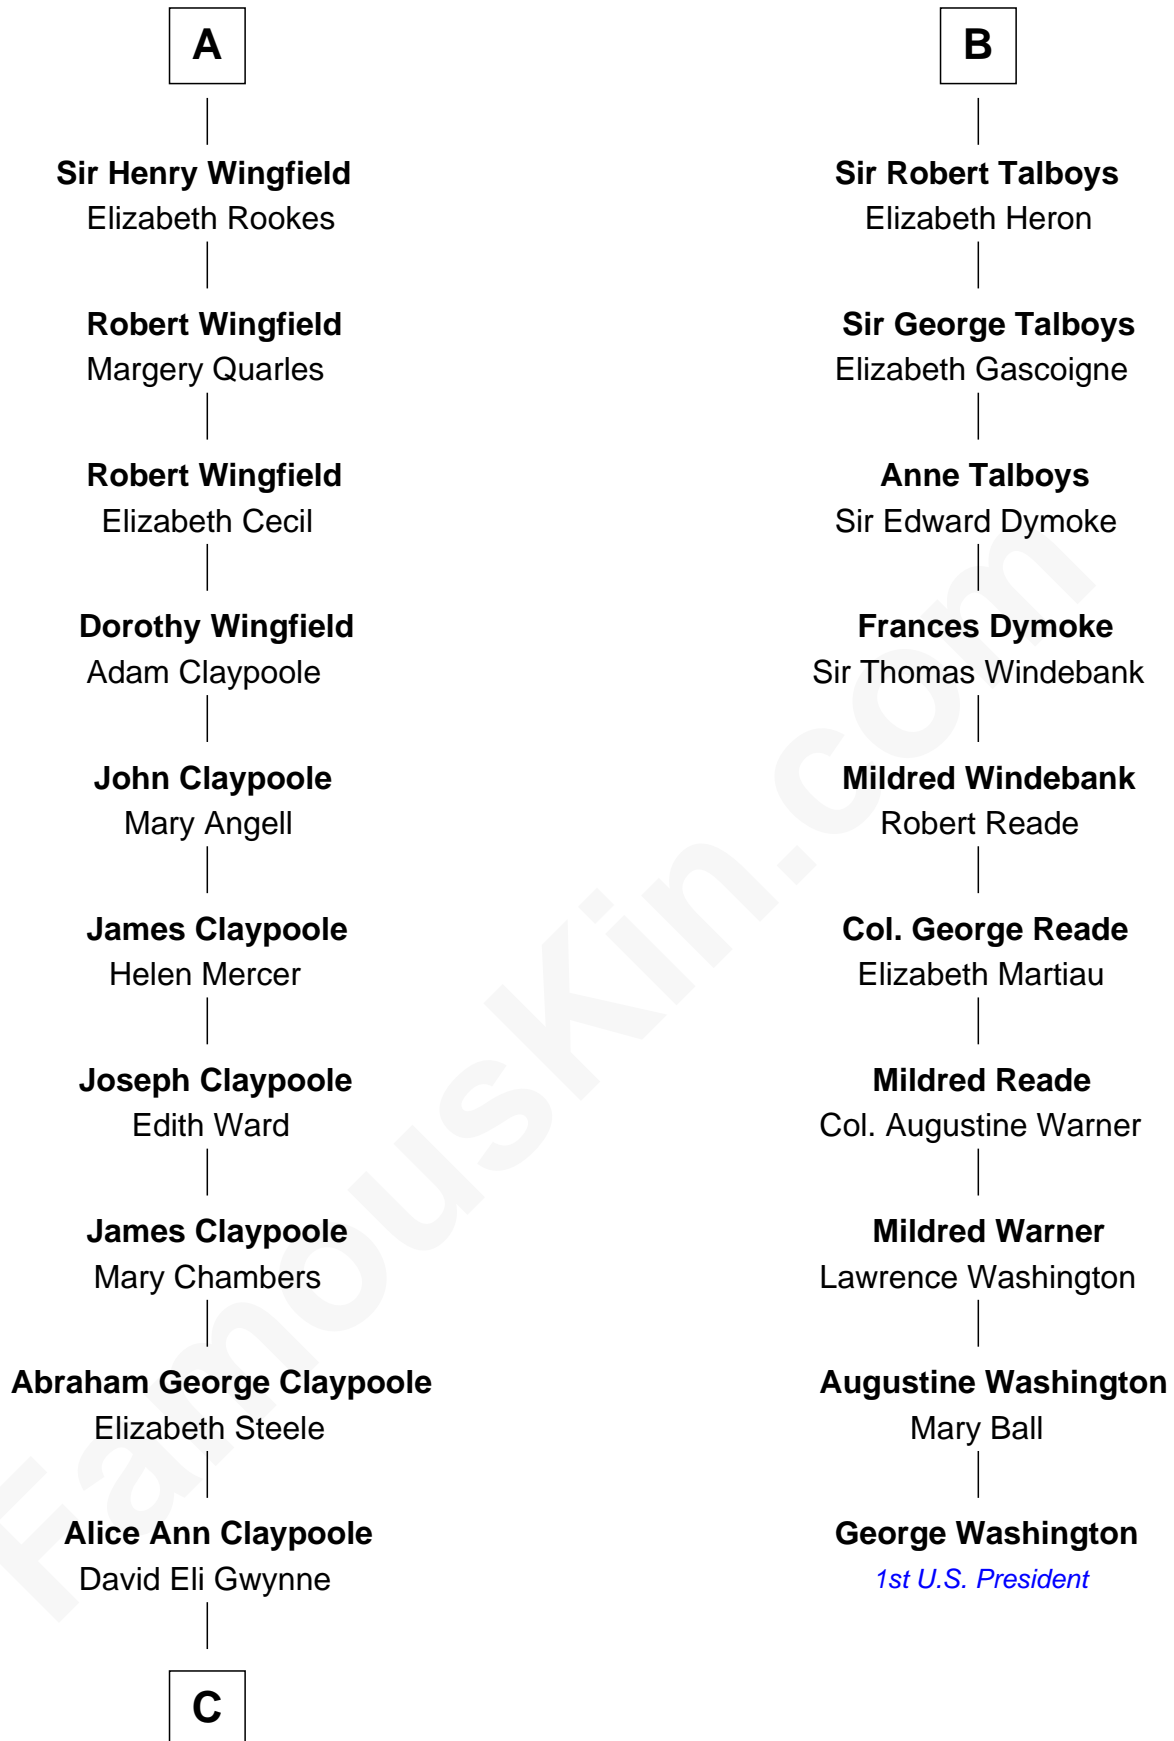 A
Sir Henry Wingfield
Elizabeth Rookes
Robert Wingfield
Margery Quarles
Robert Wingfield
Elizabeth Cecil
Dorothy Wingfield
Adam Claypoole
John Claypoole
Mary Angell
James Claypoole
Helen Mercer
Joseph Claypoole
Edith Ward
James Claypoole
Mary Chambers
Abraham George Claypoole
Elizabeth Steele
Alice Ann Claypoole
David Eli Gwynne
C
B
Sir Robert Talboys
Elizabeth Heron
Sir George Talboys
Elizabeth Gascoigne
Anne Talboys
Sir Edward Dymoke
Frances Dymoke
Sir Thomas Windebank
Mildred Windebank
Robert Reade
Col. George Reade
Elizabeth Martiau
Mildred Reade
Col. Augustine Warner
Mildred Warner
Lawrence Washington
Augustine Washington
Mary Ball
George Washington
1st U.S. President
FamousKin.com